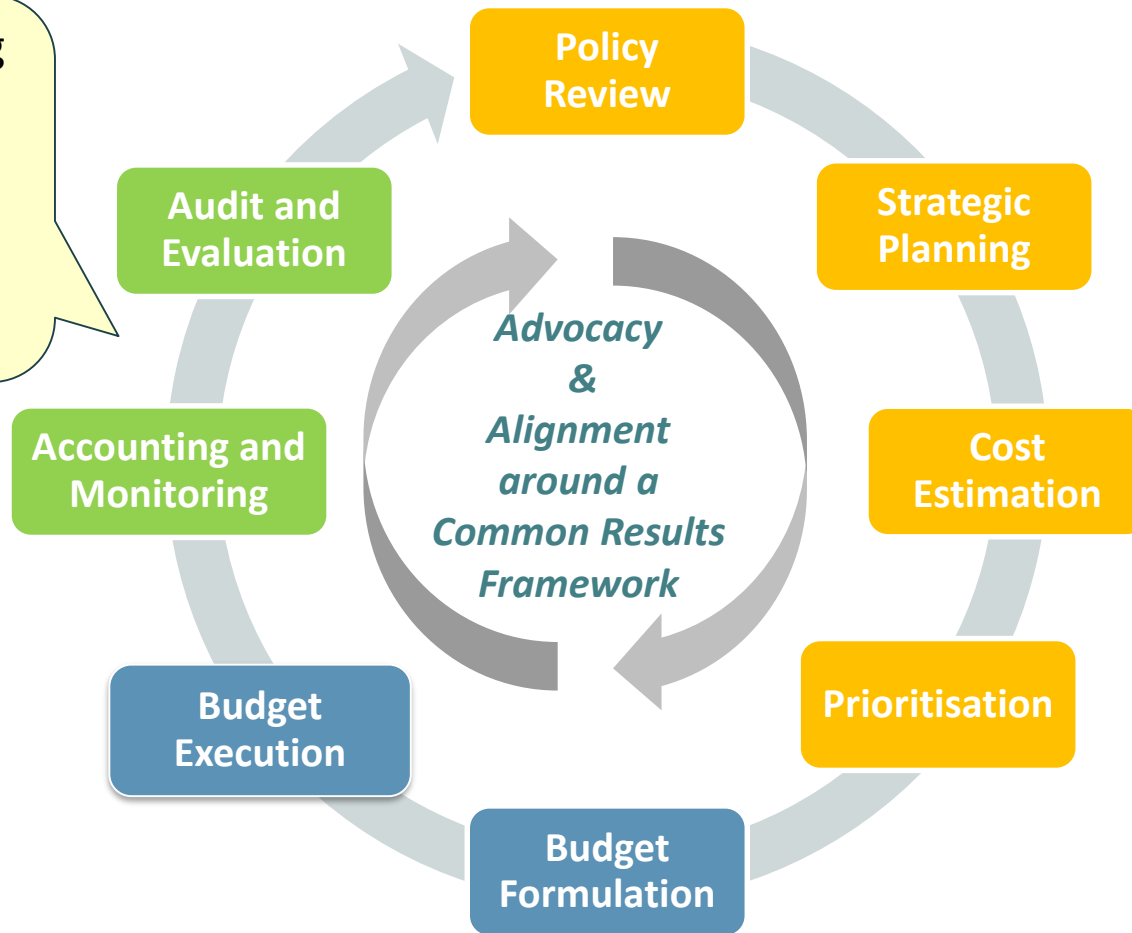 Policy
Review
Strategic
Planning
Cost
Estimation
Prioritisation
Budget
Formulation
Budget
Execution
Accounting and
Monitoring
Audit and
Evaluation
Advocacy
&
Alignment
around a
Common Results
Framework